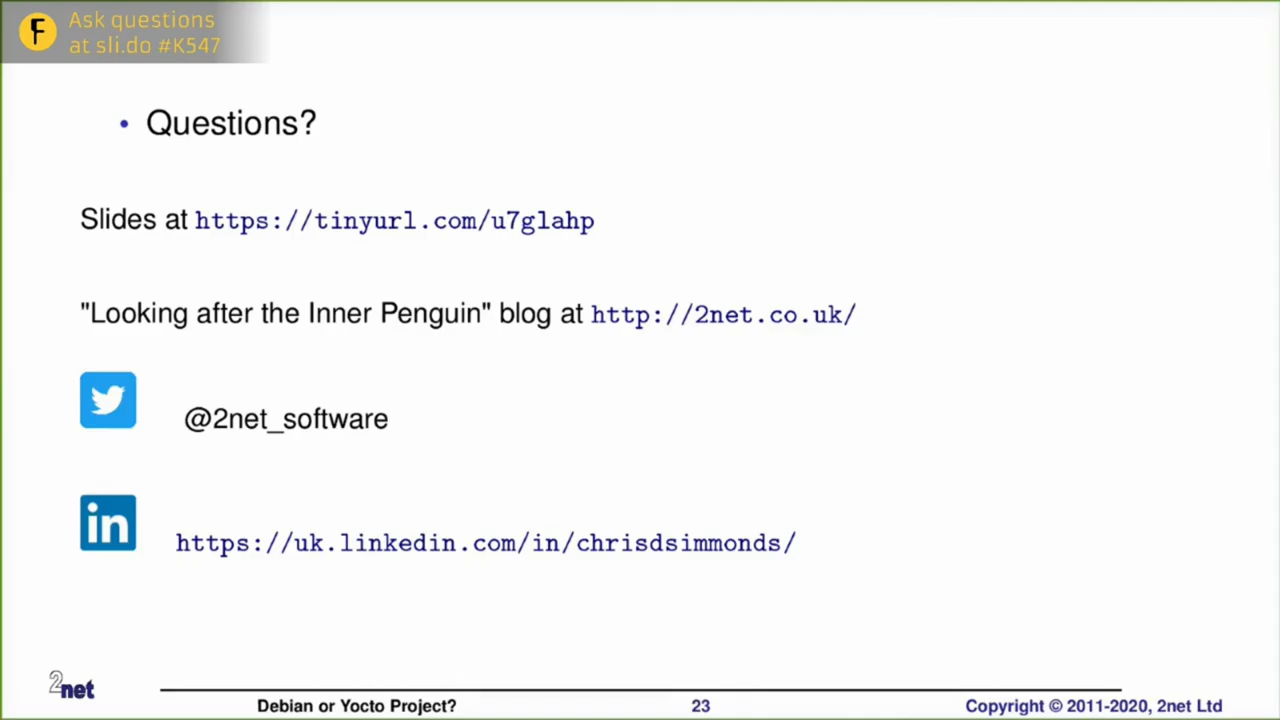 Ask questions
at sli.do #K547
• Questions?
Slides at https://tinyurl.com/u7glahp
"Looking after the Inner Penguin" blog at http://2net.co.uk/
@2net_software
in
https://uk.linkedin.com/in/chrisdsimmonds/
2net
Debian or Yocto Project? 23 Copyright © 2011-2020, 2net Ltd